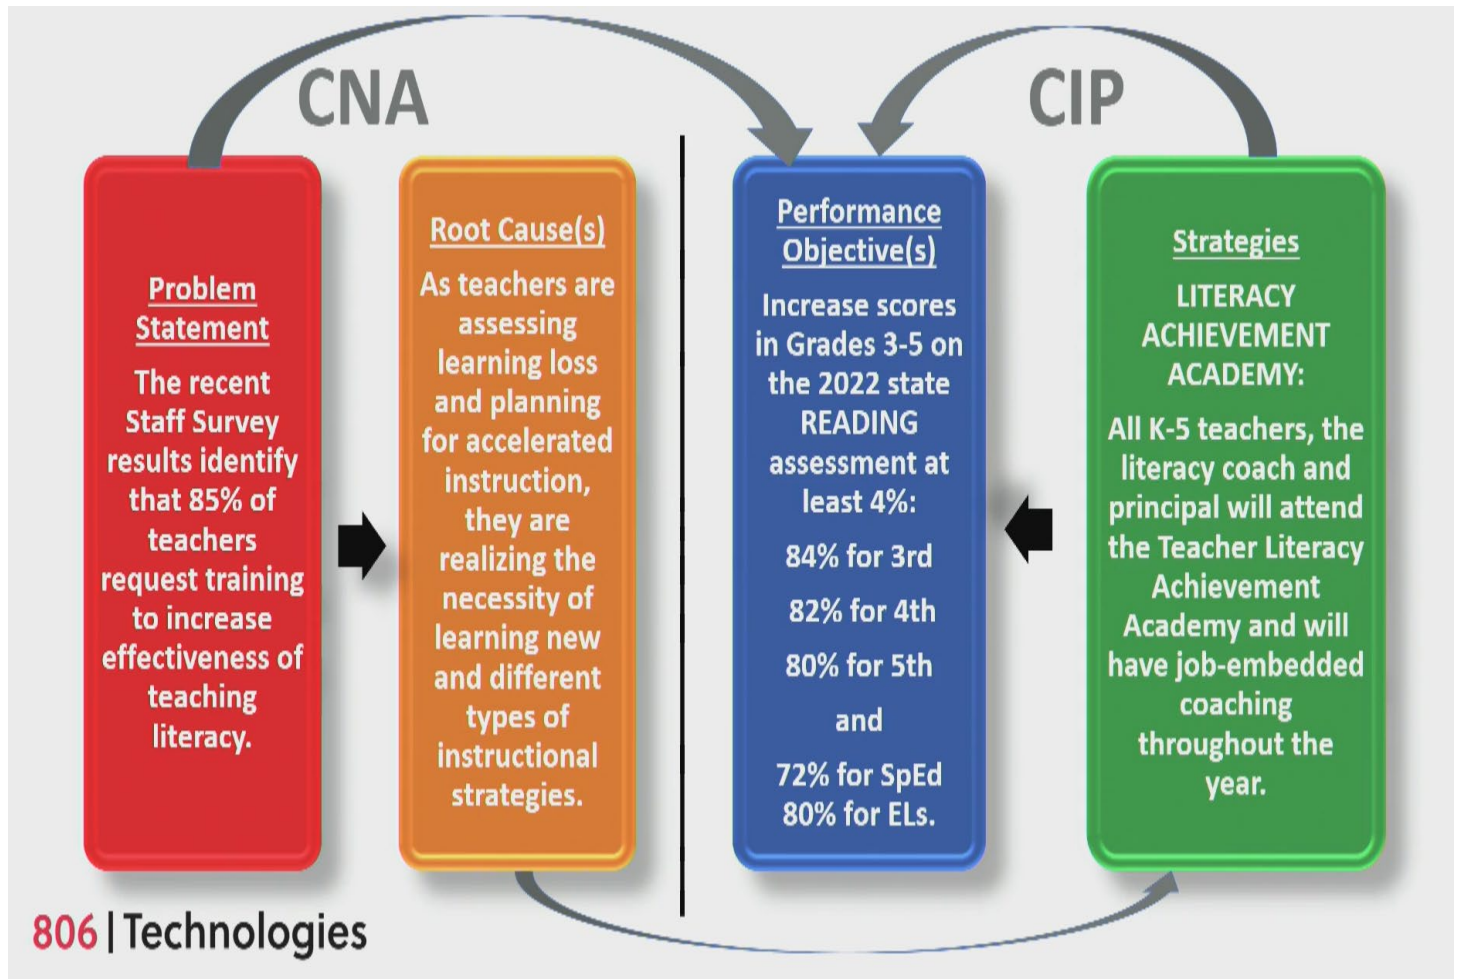 CNA
CIP
Problem
Statement
The recent
Staff Survey
results identify
that 85% of
teachers
request training
to increase
effectiveness of
teaching
literacy.
Root Cause(s)
As teachers are
assessing
learning loss
and planning
for accelerated
instruction,
they are
realizing the
necessity of
learning new
and different
types of
instructional
strategies.
Performance
Objective(s)
Increase scores
in Grades 3-5 on
the 2022 state
READING
assessment at
least 4%:
84% for 3rd
82% for 4th
80% for 5th
and
72% for SpEd
80% for ELs.
Strategies
LITERACY
ACHIEVEMENT
ACADEMY:
All K-5 teachers, the
literacy coach and
principal will attend
the Teacher Literacy
Achievement
Academy and will
have job-embedded
coaching
throughout the
year.
806 | Technologies